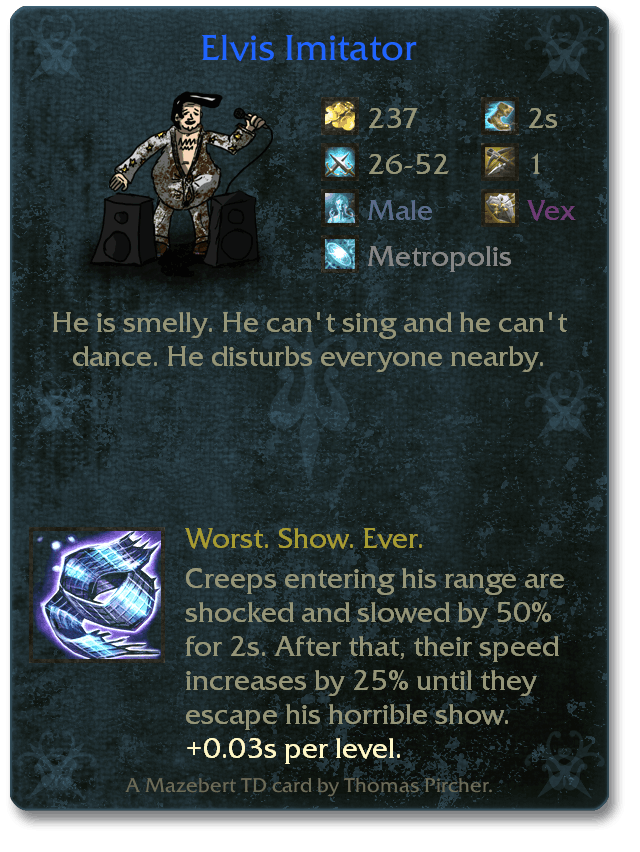 Elvis Imitator
237 2s
26-52 1
Male Vex
Metropolis
He is smelly. He can't sing and he can't
dance. He disturbs everyone nearby.
Worst. Show. Ever.
Creeps entering his range are
shocked and slowed by 50%
for 2s. After that, their speed
increases by 25% until they
escape his horrible show.
+0.03s per level.
A Mazebert TD card by Thomas Pircher.